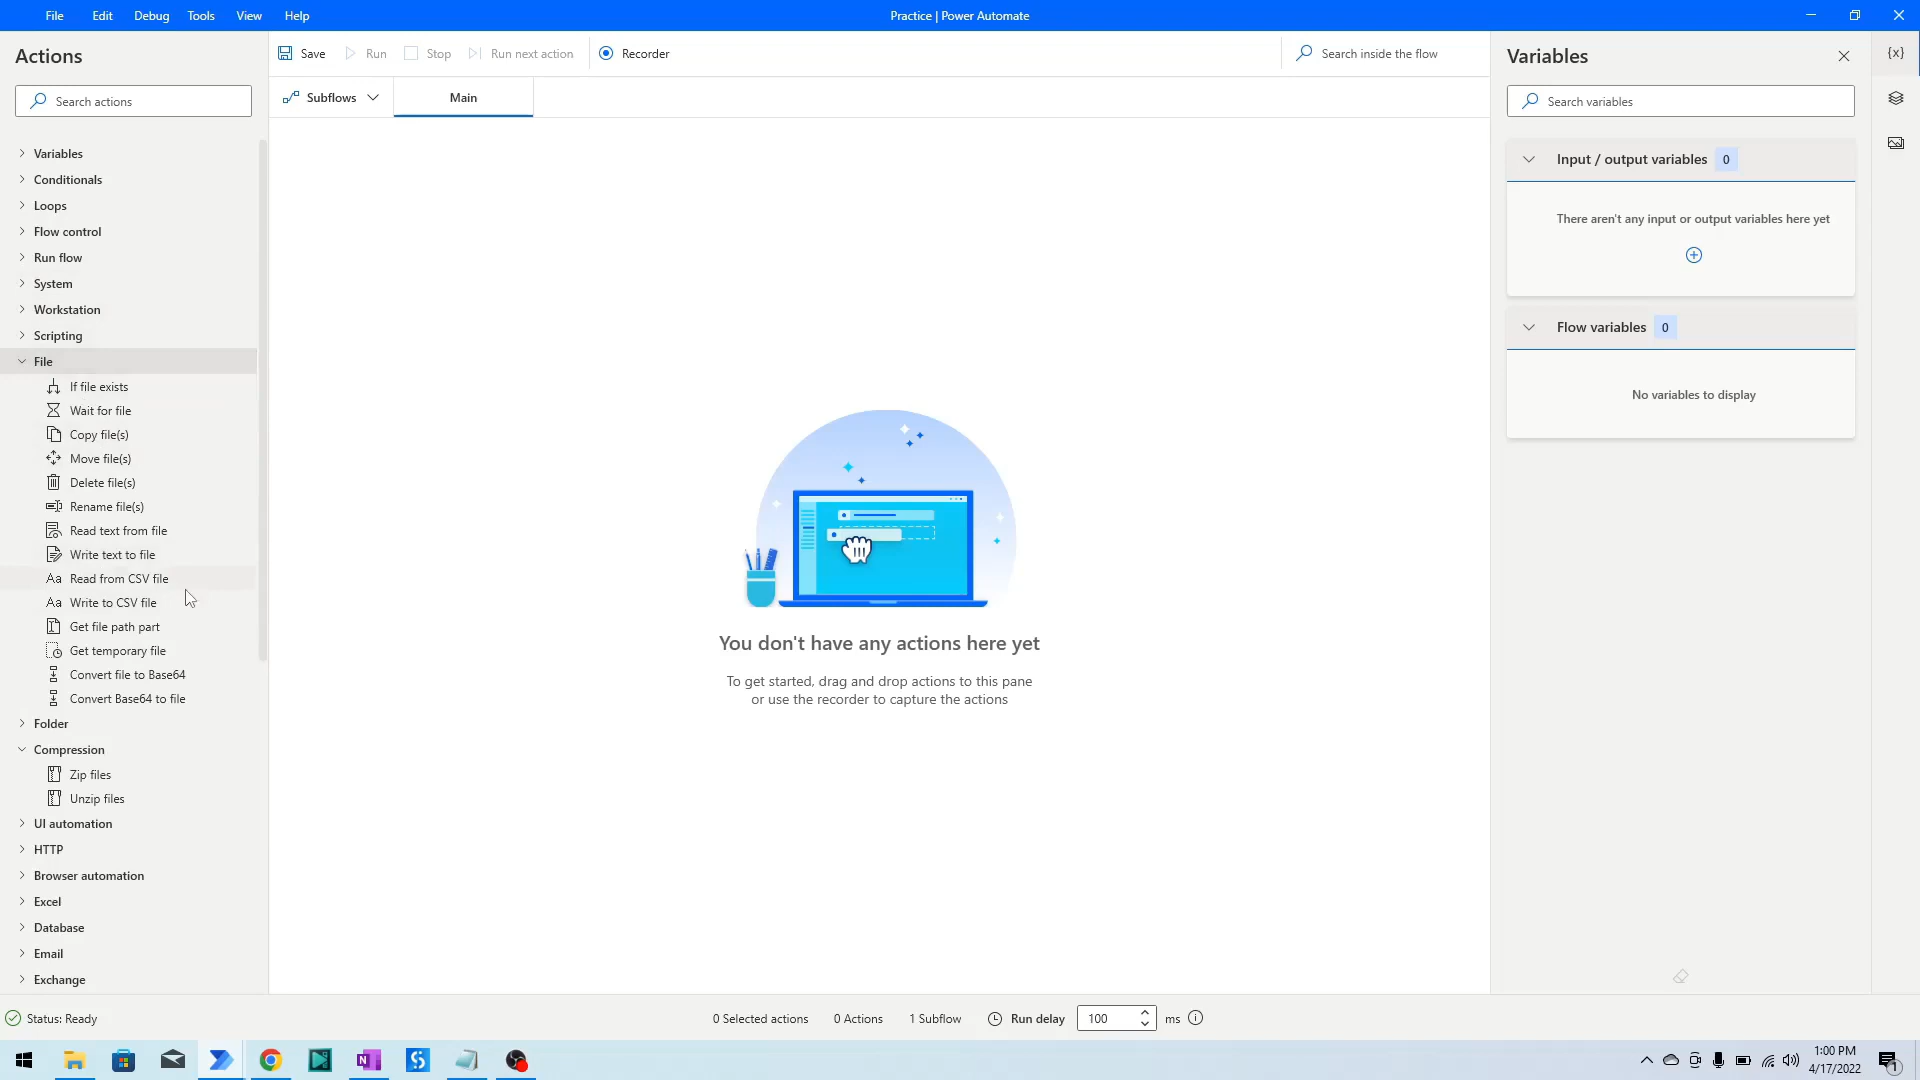 File Edit Debug Tools View Help
Practice | Power Automate
Actions
Search actions
Variables
Conditionals
Loops
Flow control
Run flow
System
Workstation
Scripting
File
If file exists
Wait for file
Copy file(s)
Move file(s)
Delete file(s)
Rename file(s)
Read text from file
Write text to file
Aa Read from CSV file
Aa Write to CSV file
Get file path part
Get temporary file
Convert file to Base64
Convert Base64 to file
Folder
Compression
Zip files
Unzip files
UI automation
HTTP
Browser automation
Excel
Database
Email
Exchange
Save Run Stop Run next action Recorder
Search inside the flow
Subflows Main
You don't have any actions here yet
To get started, drag and drop actions to this pane
or use the recorder to capture the actions
Variables
{x}
Search variables
Input / output variables 0
There aren't any input or output variables here yet
Flow variables 0
No variables to display
Status: Ready
0 Selected actions 0 Actions 1 Subflow Run delay 100 ms
1:00 PM
4/17/2022
1